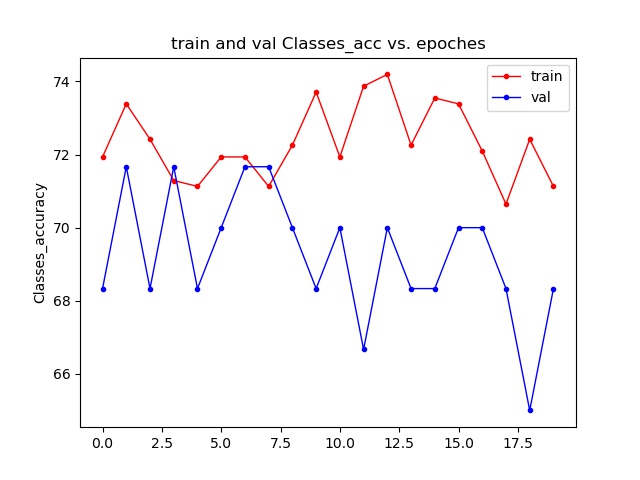 train and val Classes_acc vs. epoches
train
val
Classes_accuracy
74
72
70
68
66
0.0 2.5 5.0 7.5 10.0 12.5 15.0 17.5